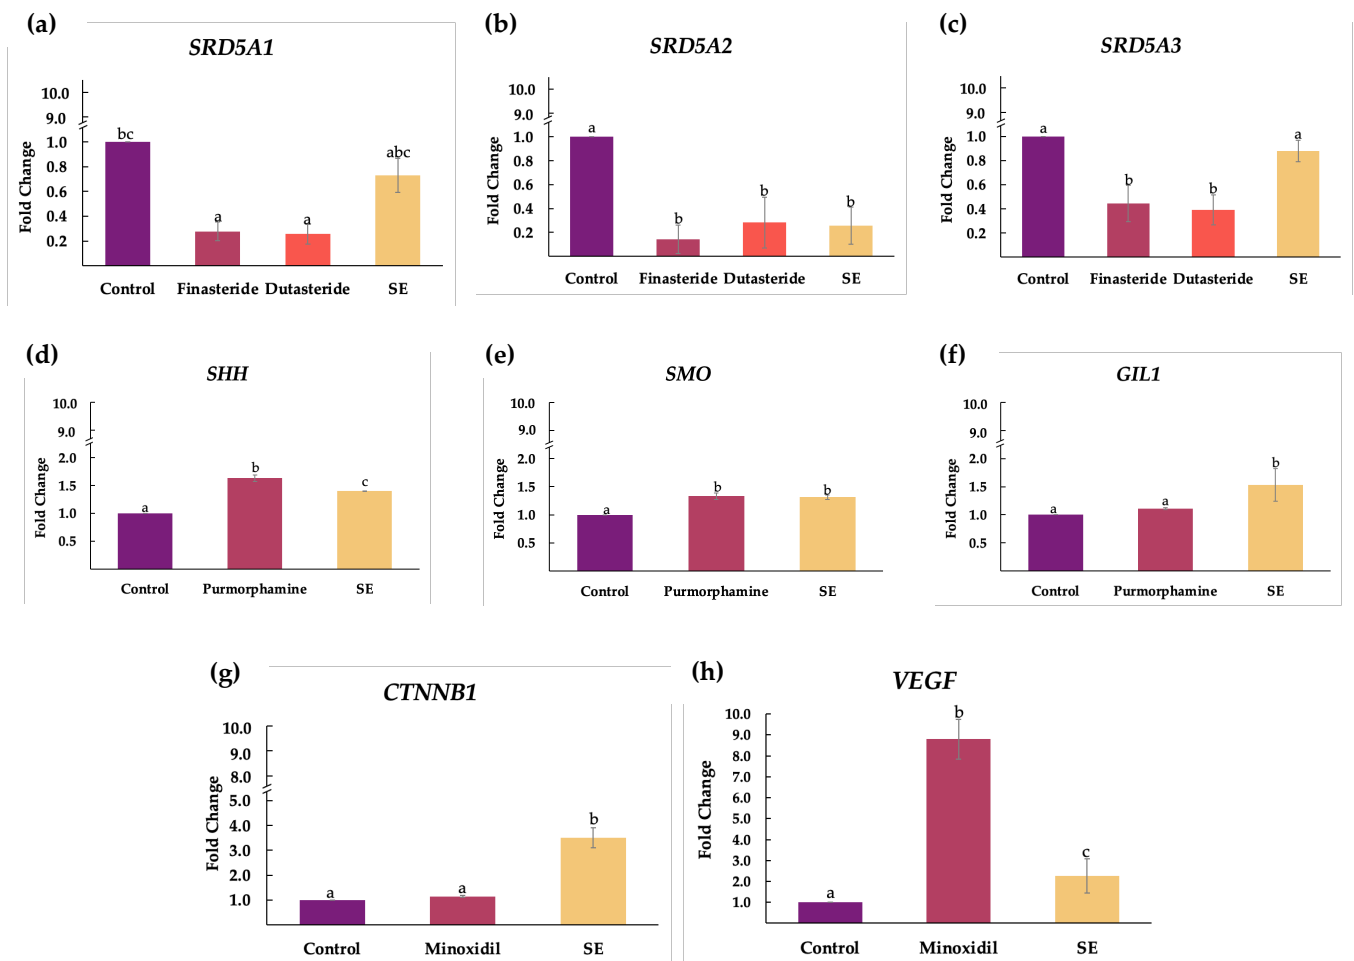 (a)
SRD5A1
Fold Change
10.0
9.0
1.0
0.8
0.6
0.4
0.2
bc
a
a
abc
Control
Finasteride
Dutasteride
SE
(b)
SRD5A2
Fold Change
10.0
9.0
1.0
0.8
0.6
0.4
0.2
a
b
b
b
Control
Finasteride
Dutasteride
SE
(c)
SRD5A3
Fold Change
10.0
9.0
1.0
0.8
0.6
0.4
0.2
a
b
b
a
Control
Finasteride
Dutasteride
SE
(d)
SHH
Fold Change
10.0
9.0
2.0
1.5
1.0
0.5
a
b
c
Control
Purmorphamine
SE
(e)
SMO
Fold Change
10.0
9.0
2.0
1.5
1.0
0.5
a
b
b
Control
Purmorphamine
SE
(f)
GIL1
Fold Change
10.0
9.0
2.0
1.5
1.0
0.5
a
a
b
Control
Purmorphamine
SE
(g)
CTNNB1
Fold Change
10.0
9.0
8.0
5.0
4.0
3.0
2.0
1.0
a
a
b
Control
Minoxidil
SE
(h)
VEGF
Fold Change
10.0
9.0
8.0
7.0
6.0
5.0
4.0
3.0
2.0
1.0
a
b
c
Control
Minoxidil
SE